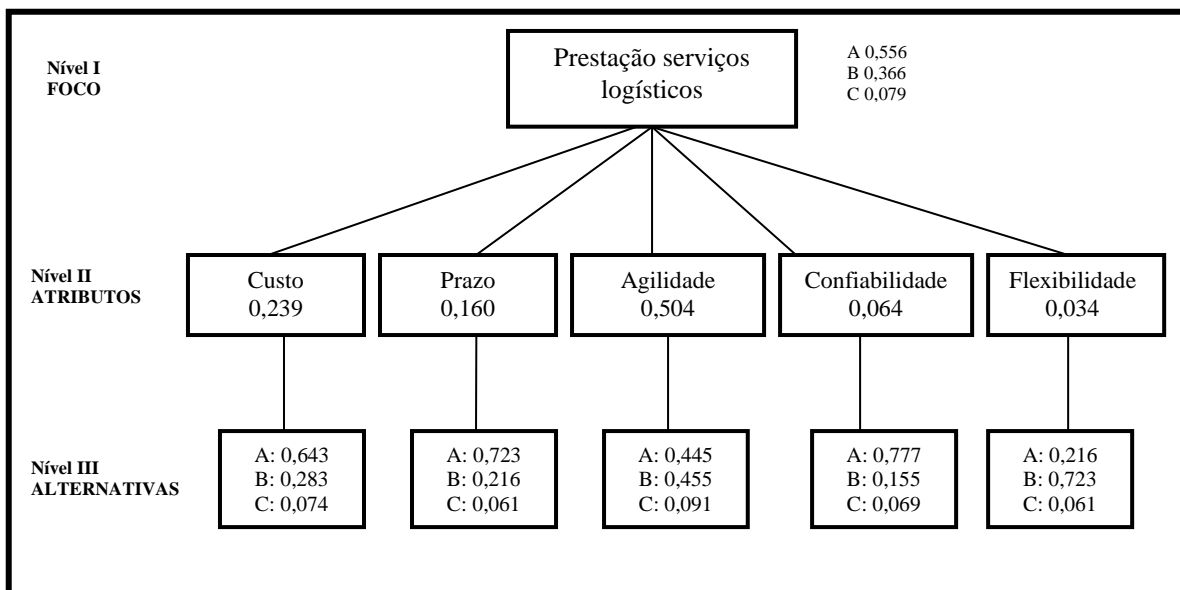 Nível I
FOCO
Prestação serviços
logísticos
A 0,556
B 0,366
C 0,079
Nível II
ATRIBUTOS
Custo
0,239
Prazo
0,160
Agilidade
0,504
Confiabilidade
0,064
Flexibilidade
0,034
Nível III
ALTERNATIVAS
A: 0,643
B: 0,283
C: 0,074
A: 0,723
B: 0,216
C: 0,061
A: 0,445
B: 0,455
C: 0,091
A: 0,777
B: 0,155
C: 0,069
A: 0,216
B: 0,723
C: 0,061